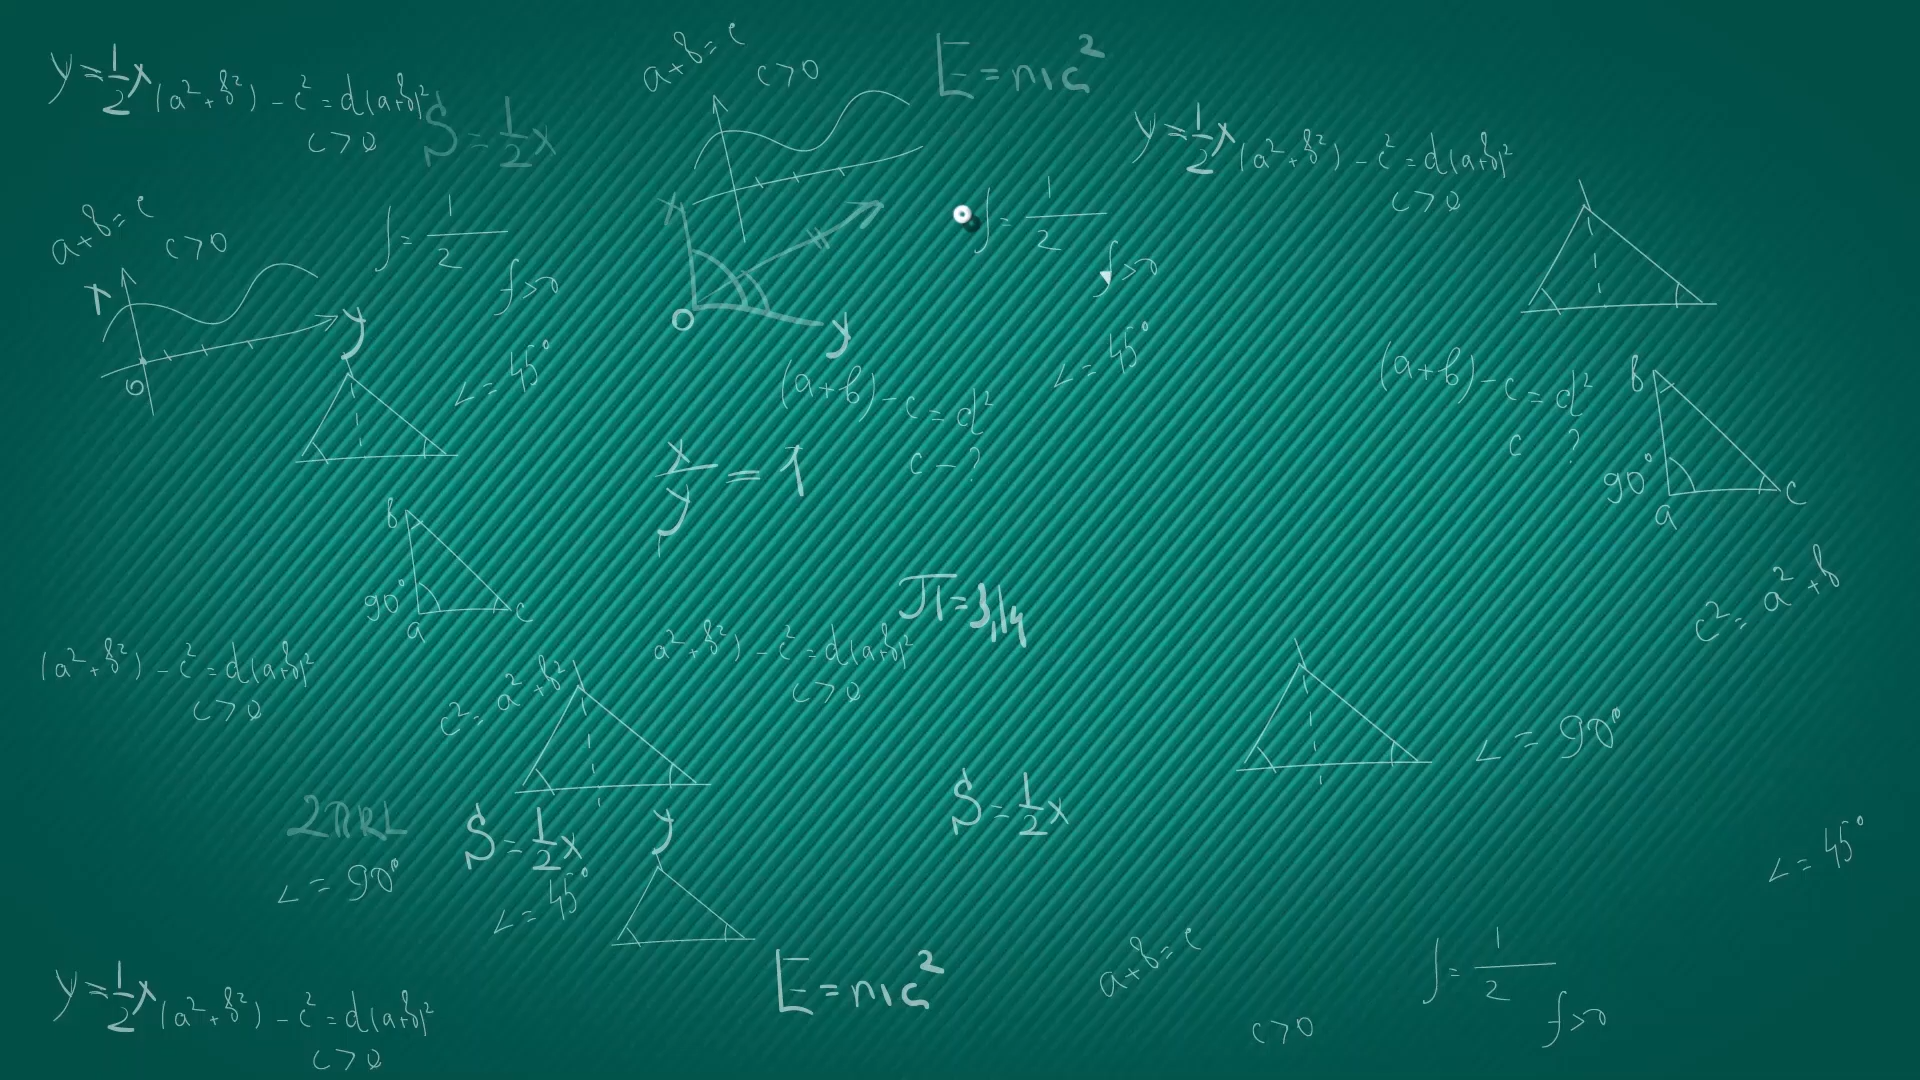 y = 1/2 x (a² + b²) - c² = d(a+b)²
c > 0
S = 1/2 x
a + b = c
c > 0
E = mc²
y = 1/2 x (a² + b²) - c² = d(a+b)²
c > 0
a + b = c
c > 0
∫ = 1/2
f > 0
x
y
0
x
y
0
∫ = 1/2
f > 0
∠ = 45°
∠ = 45°
(a + b) - c = d²
c - ?
(a + b) - c = d²
c ?
x/y = 1
b
90°
a
c
b
90°
a
c
π = 3,14
c² = a² + b
(a² + b²) - c² = d(a+b)²
c > 0
c² = a² + b²
a² + b²) - c² = d(a+b)²
c > 0
∠ = 90°
2πRL
∠ = 90°
S = 1/2 x
∠ = 45°
y
S = 1/2 x
∠ = 45°
y = 1/2 x (a² + b²) - c² = d(a+b)²
c > 0
E = mc²
a + b = c
c > 0
∫ = 1/2
f > 0